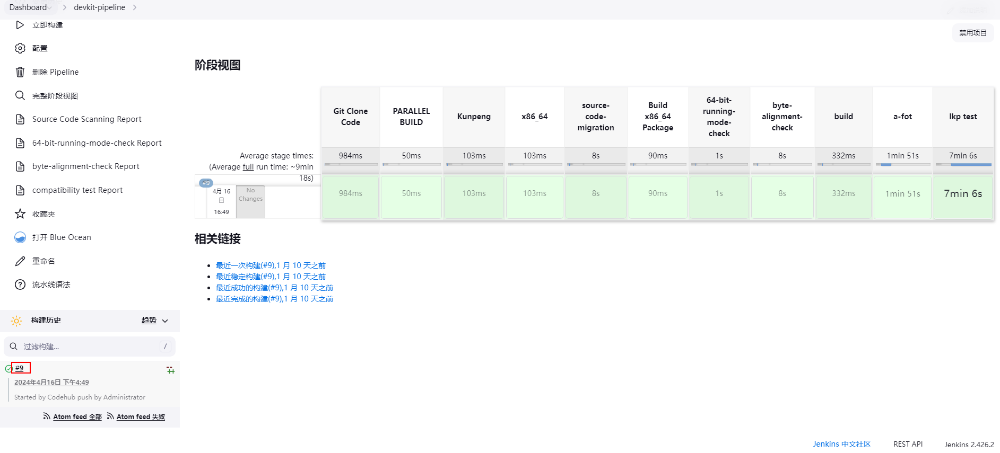 Dashboard
devkit-pipeline
立即构建
配置
删除 Pipeline
完整阶段视图
Source Code Scanning Report
64-bit-running-mode-check Report
byte-alignment-check Report
compatibility test Report
收藏夹
打开 Blue Ocean
重命名
流水线语法
构建历史
趋势
过滤构建...
/
#9
2024年4月16日 下午4:49
Started by Codehub push by Administrator
Atom feed 全部
Atom feed 失败
禁用项目
阶段视图
Git Clone
Code
PARALLEL
BUILD
Kunpeng
x86_64
source-
code-
migration
Build
x86_64
Package
64-bit-
running-
mode-
check
byte-
alignment-
check
build
a-fot
lkp test
Average stage times:
(Average full run time: ~9min
18s)
984ms
50ms
103ms
103ms
8s
90ms
1s
8s
332ms
1min 51s
7min 6s
#9
4月 16
日
16:49
No
Changes
984ms
50ms
103ms
103ms
8s
90ms
1s
8s
332ms
1min 51s
7min 6s
相关链接
最近一次构建(#9),1 月 10 天之前
最近稳定构建(#9),1 月 10 天之前
最近成功的构建(#9),1 月 10 天之前
最近完成的构建(#9),1 月 10 天之前
Jenkins 中文社区
REST API
Jenkins 2.426.2